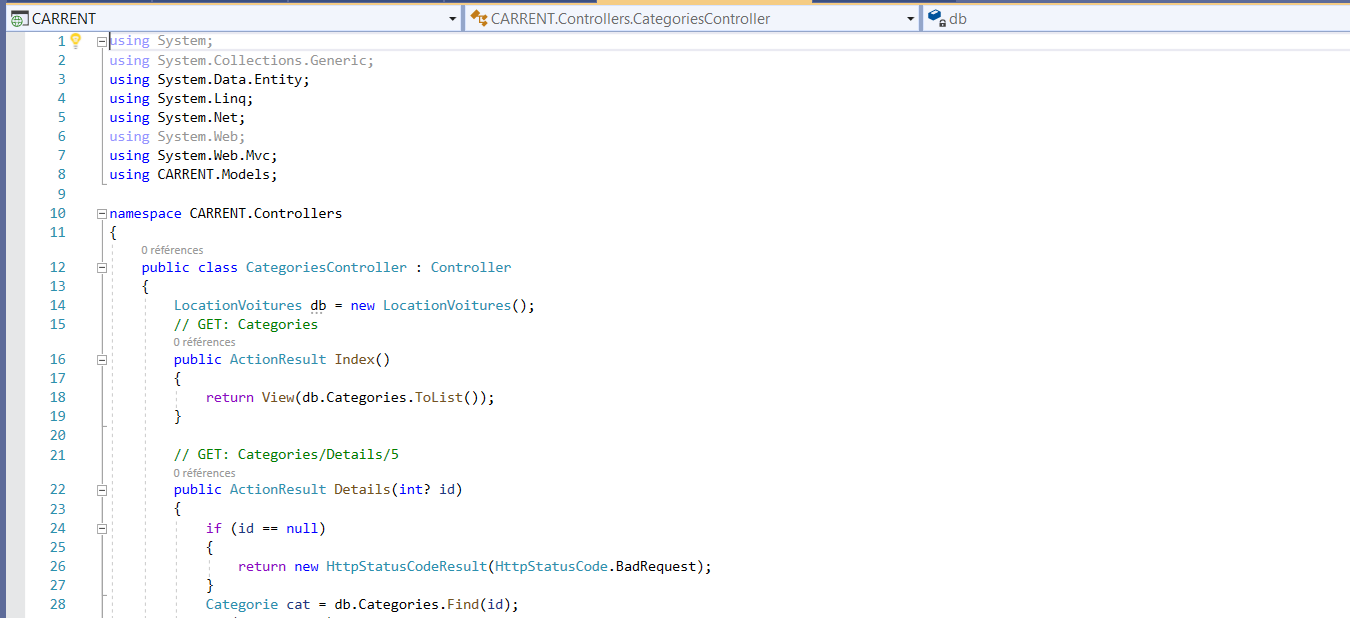 CARRENT CARRENT.Controllers.CategoriesController db
1 using System;
2 using System.Collections.Generic;
3 using System.Data.Entity;
4 using System.Linq;
5 using System.Net;
6 using System.Web;
7 using System.Web.Mvc;
8 using CARRENT.Models;
9
10 namespace CARRENT.Controllers
11 {
0 références
12 public class CategoriesController : Controller
13 {
14 LocationVoitures db = new LocationVoitures();
15 // GET: Categories
0 références
16 public ActionResult Index()
17 {
18 return View(db.Categories.ToList());
19 }
20
21 // GET: Categories/Details/5
0 références
22 public ActionResult Details(int? id)
23 {
24 if (id == null)
25 {
26 return new HttpStatusCodeResult(HttpStatusCode.BadRequest);
27 }
28 Categorie cat = db.Categories.Find(id);